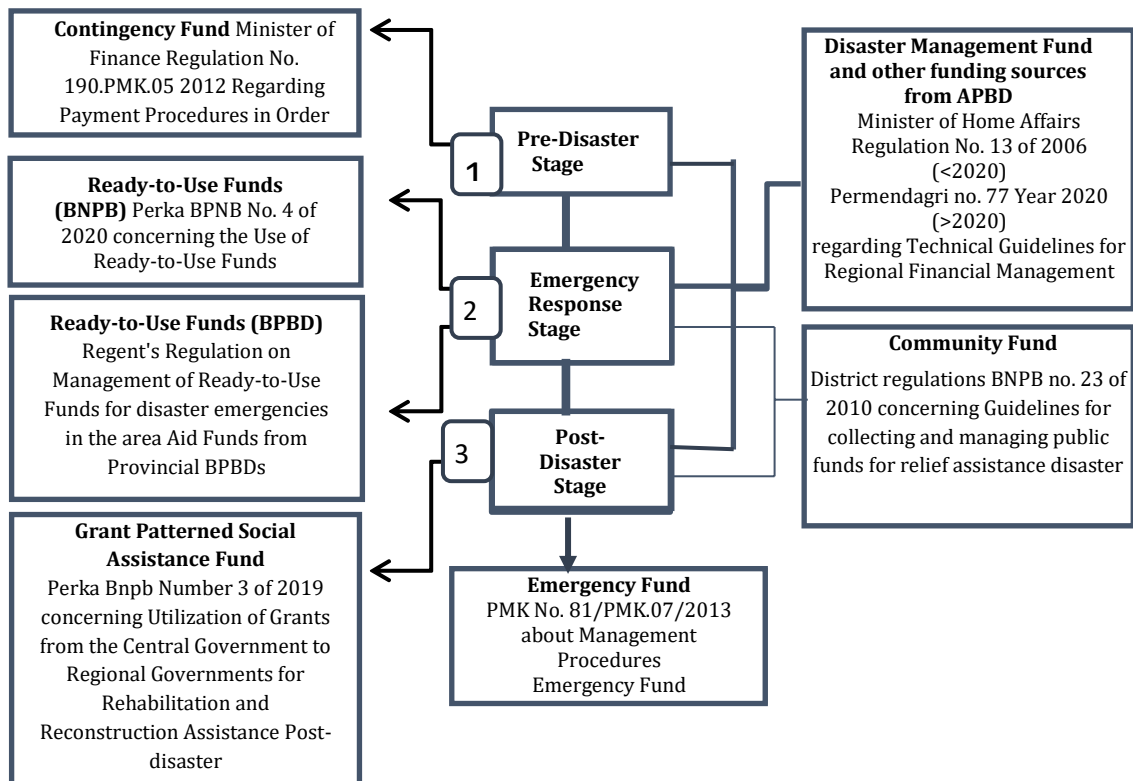 Contingency Fund Minister of
Finance Regulation No.
190.PMK.05 2012 Regarding
Payment Procedures in Order
Ready-to-Use Funds
(BNPB) Perka BPNB No. 4 of
2020 concerning the Use of
Ready-to-Use Funds
Ready-to-Use Funds (BPBD)
Regent's Regulation on
Management of Ready-to-Use
Funds for disaster emergencies
in the area Aid Funds from
Provincial BPBDs
Grant Patterned Social
Assistance Fund
Perka Bnpb Number 3 of 2019
concerning Utilization of Grants
from the Central Government to
Regional Governments for
Rehabilitation and
Reconstruction Assistance Post-
disaster
1
Pre-Disaster
Stage
2
Emergency
Response
Stage
3
Post-
Disaster
Stage
Emergency Fund
PMK No. 81/PMK.07/2013
about Management
Procedures
Emergency Fund
Disaster Management Fund
and other funding sources
from APBD
Minister of Home Affairs
Regulation No. 13 of 2006
(<2020)
Permendagri no. 77 Year 2020
(>2020)
regarding Technical Guidelines for
Regional Financial Management
Community Fund
District regulations BNPB no. 23 of
2010 concerning Guidelines for
collecting and managing public
funds for relief assistance disaster